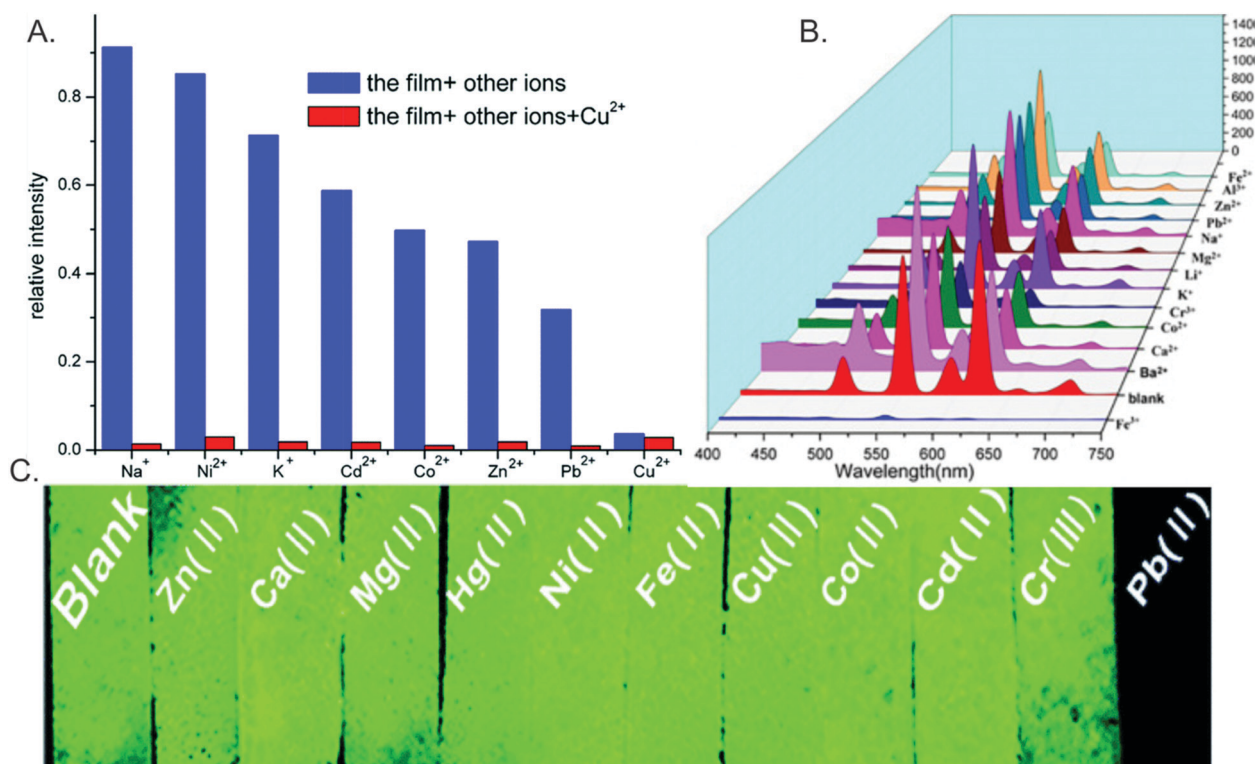 A.
relative intensity
0.8
0.6
0.4
0.2
0.0
the film+ other ions
the film+ other ions+Cu²⁺
Na⁺ Ni²⁺ K⁺ Cd²⁺ Co²⁺ Zn²⁺ Pb²⁺ Cu²⁺
B.
1400
1200
1000
800
600
400
200
0
Fe²⁺
Al³⁺
Zn²⁺
Pb²⁺
Na⁺
Mg²⁺
Li⁺
K⁺
Cr³⁺
Co²⁺
Ca²⁺
Ba²⁺
blank
Fe³⁺
400 450 500 550 600 650 700 750
Wavelength(nm)
C.
Blank Zn(II) Ca(II) Mg(II) Hg(II) Ni(II) Fe(II) Cu(II) Co(II) Cd(II) Cr(III) Pb(II)